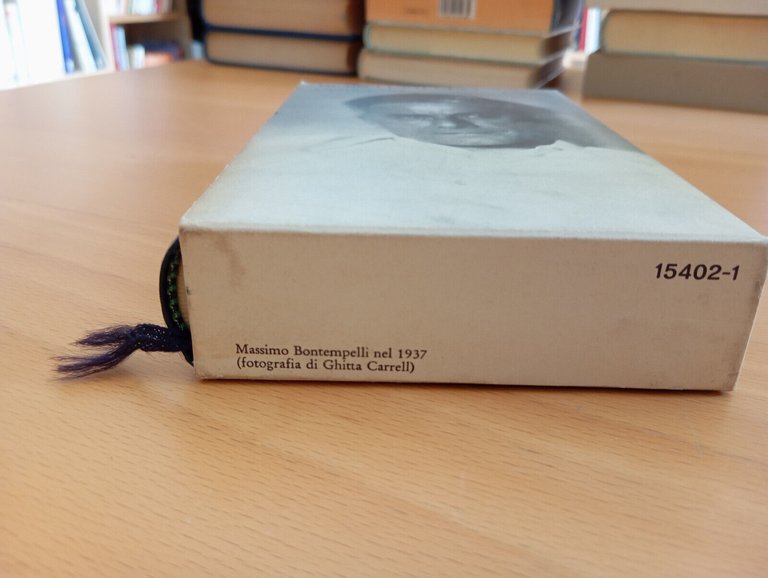 15402-1
Massimo Bontempelli nel 1937
(fotografia di Ghitta Carrell)